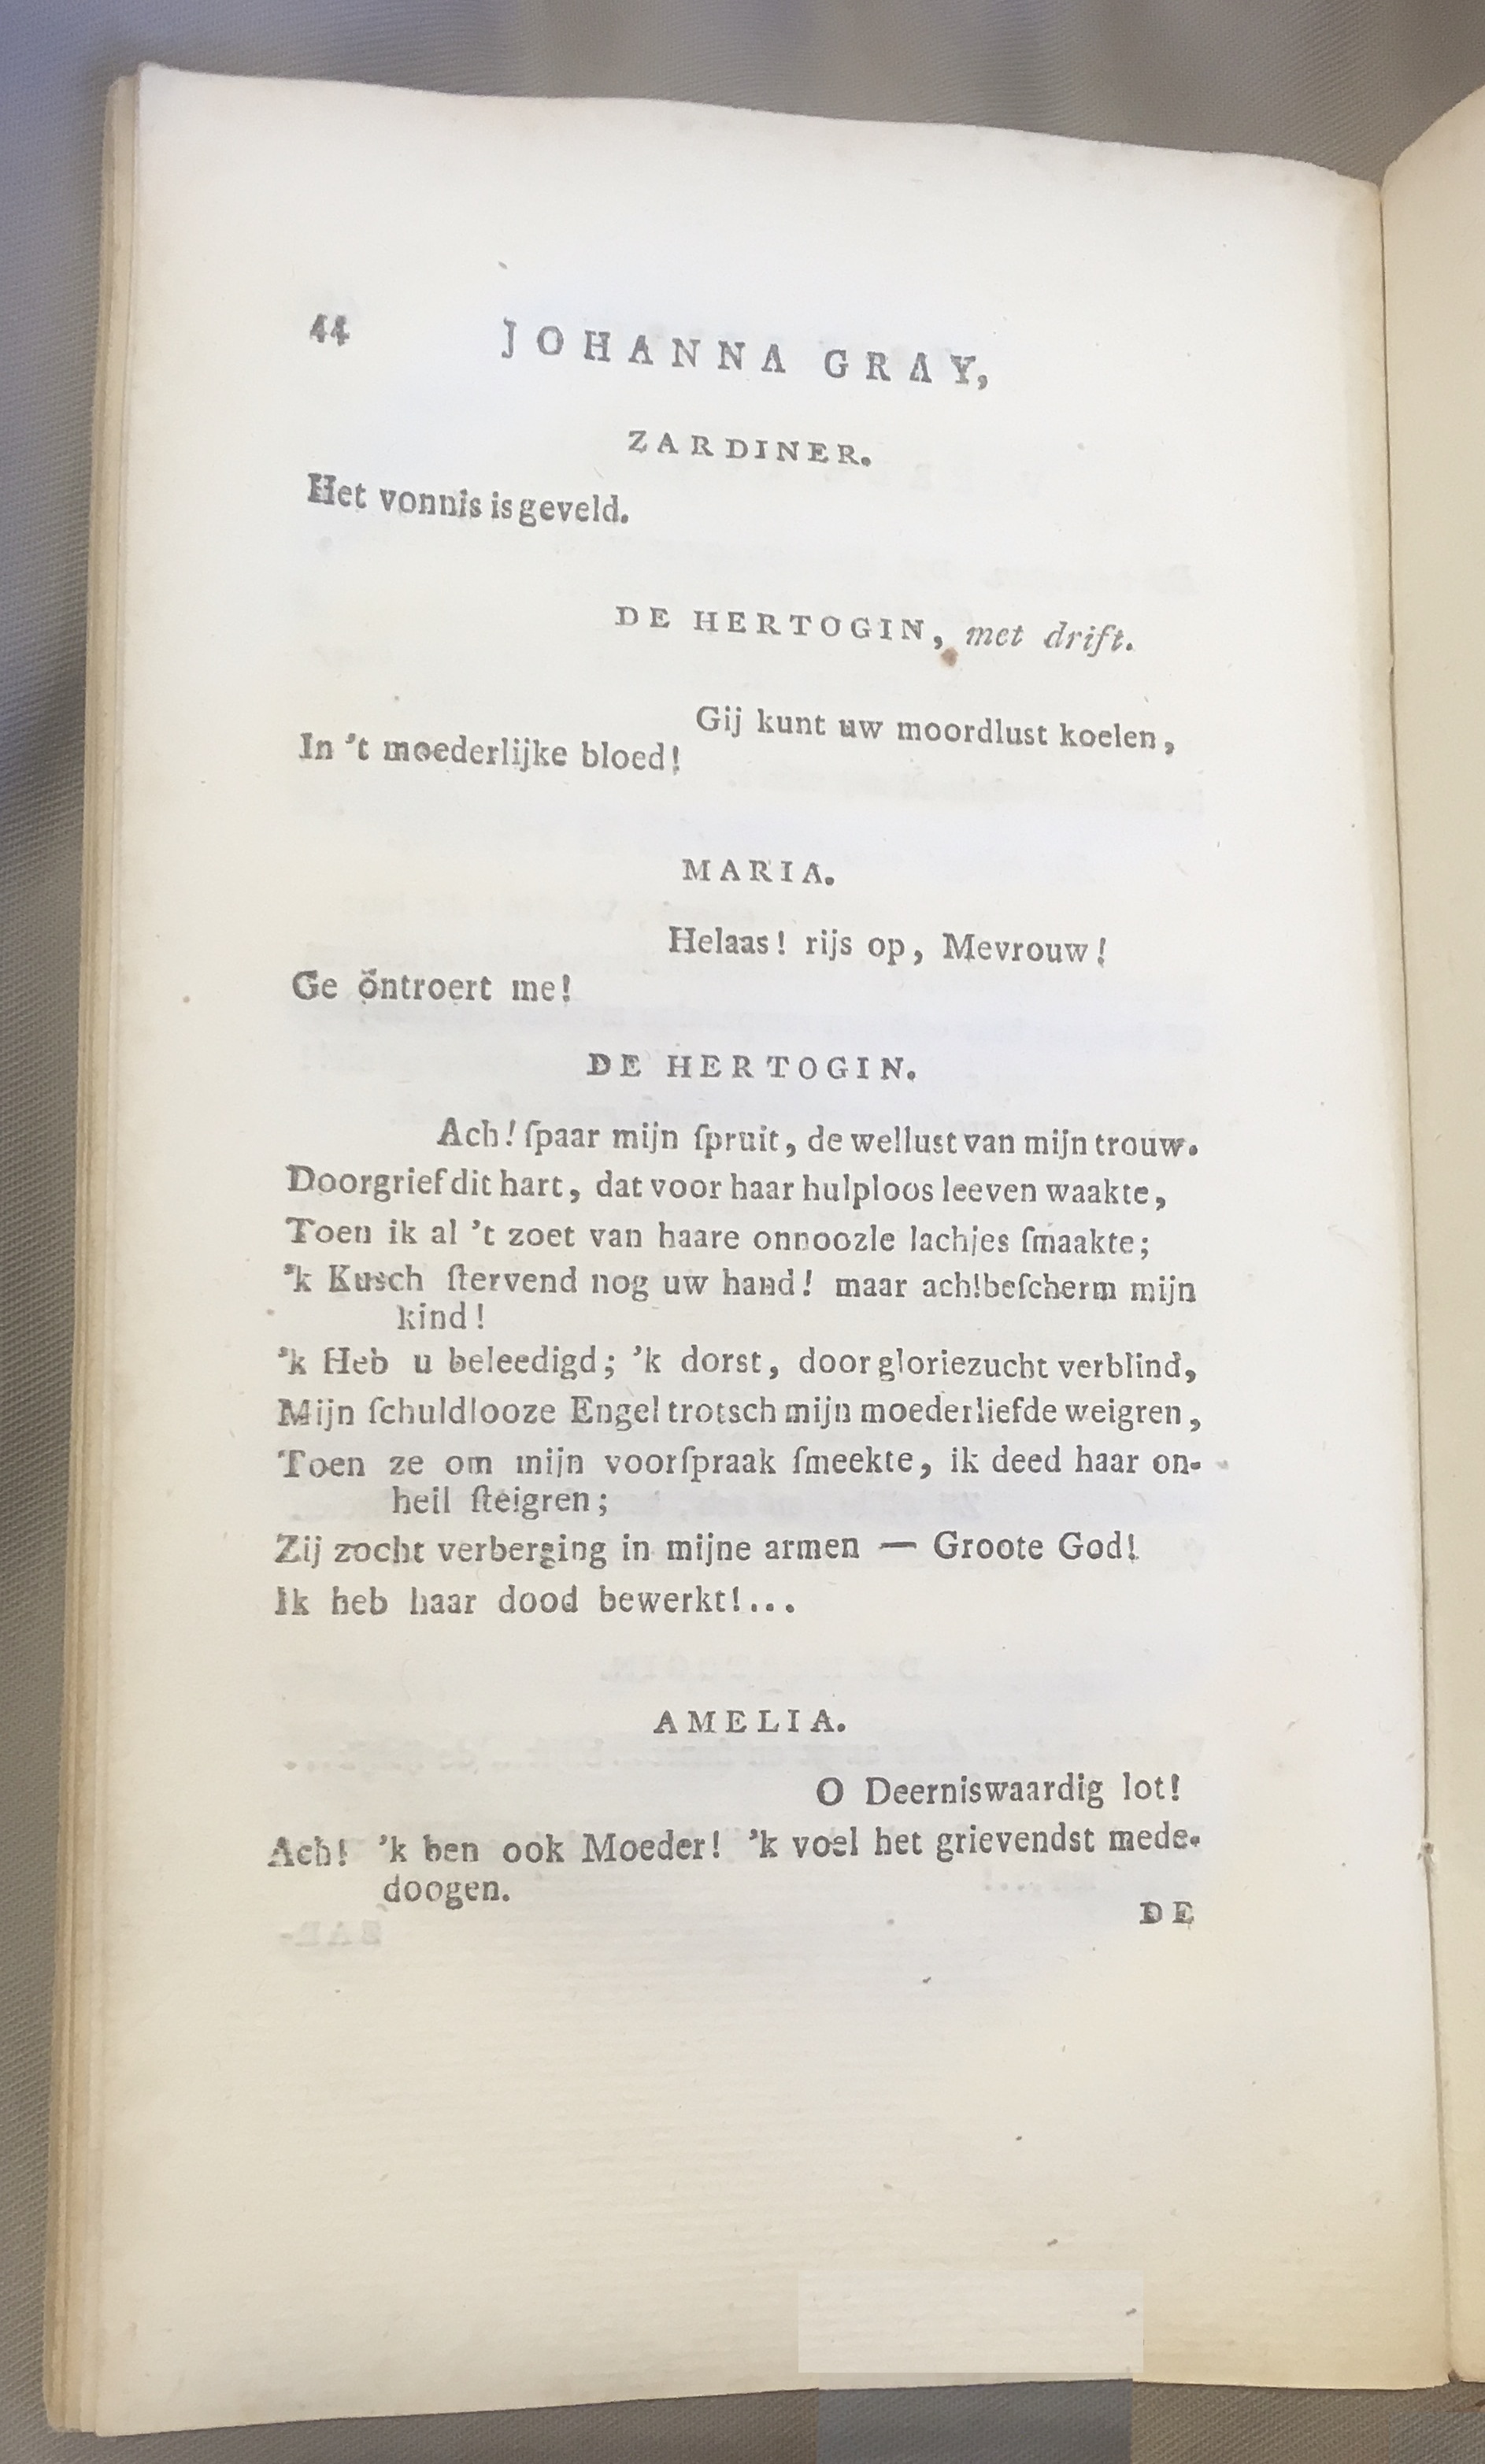 44 JOHANNA GRAY,
ZARDINER.
Het vonnis is geveld.
DE HERTOGIN, met drift.
Gij kunt uw moordlust koelen,
In 't moederlijke bloed!
MARIA.
Helaas! rijs op, Mevrouw!
Ge öntroert me!
DE HERTOGIN.
Ach! ſpaar mijn ſpruit, de wellust van mijn trouw.
Doorgrief dit hart, dat voor haar hulploos leeven waakte,
Toen ik al 't zoet van haare onnoozle lachjes ſmaakte;
'k Kusch ſtervend nog uw hand! maar ach! beſcherm mijn
kind!
'k Heb u beleedigd; 'k dorst, door gloriezucht verblind,
Mijn ſchuldlooze Engel trotsch mijn moederliefde weigren,
Toen ze om mijn voorſpraak ſmeekte, ik deed haar on-
heil ſteigren;
Zij zocht verberging in mijne armen — Groote God!
Ik heb haar dood bewerkt!...
AMELIA.
O Deerniswaardig lot!
Ach! 'k ben ook Moeder! 'k voel het grievendst mede-
doogen.
DE